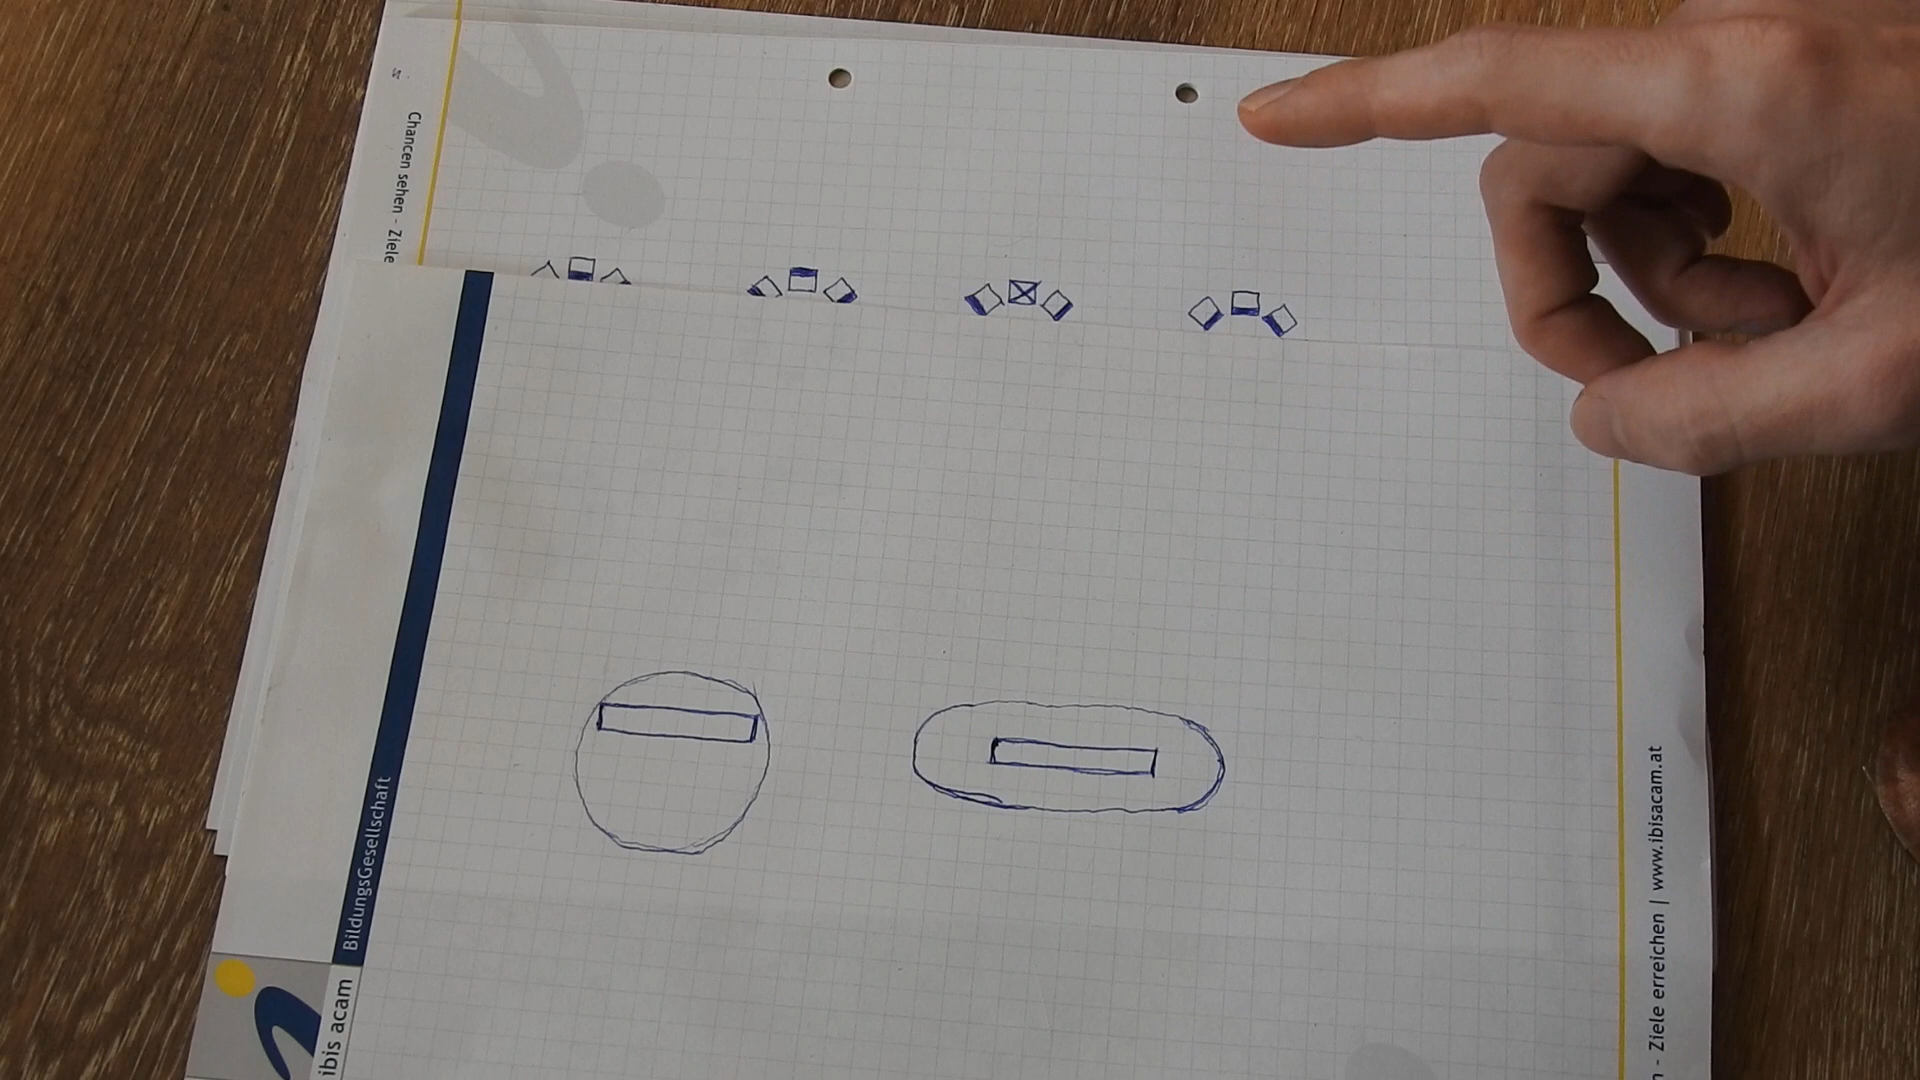 Chancen sehen - Ziele
BildungsGesellschaft
ibis acam
- Ziele erreichen | www.ibisacam.at